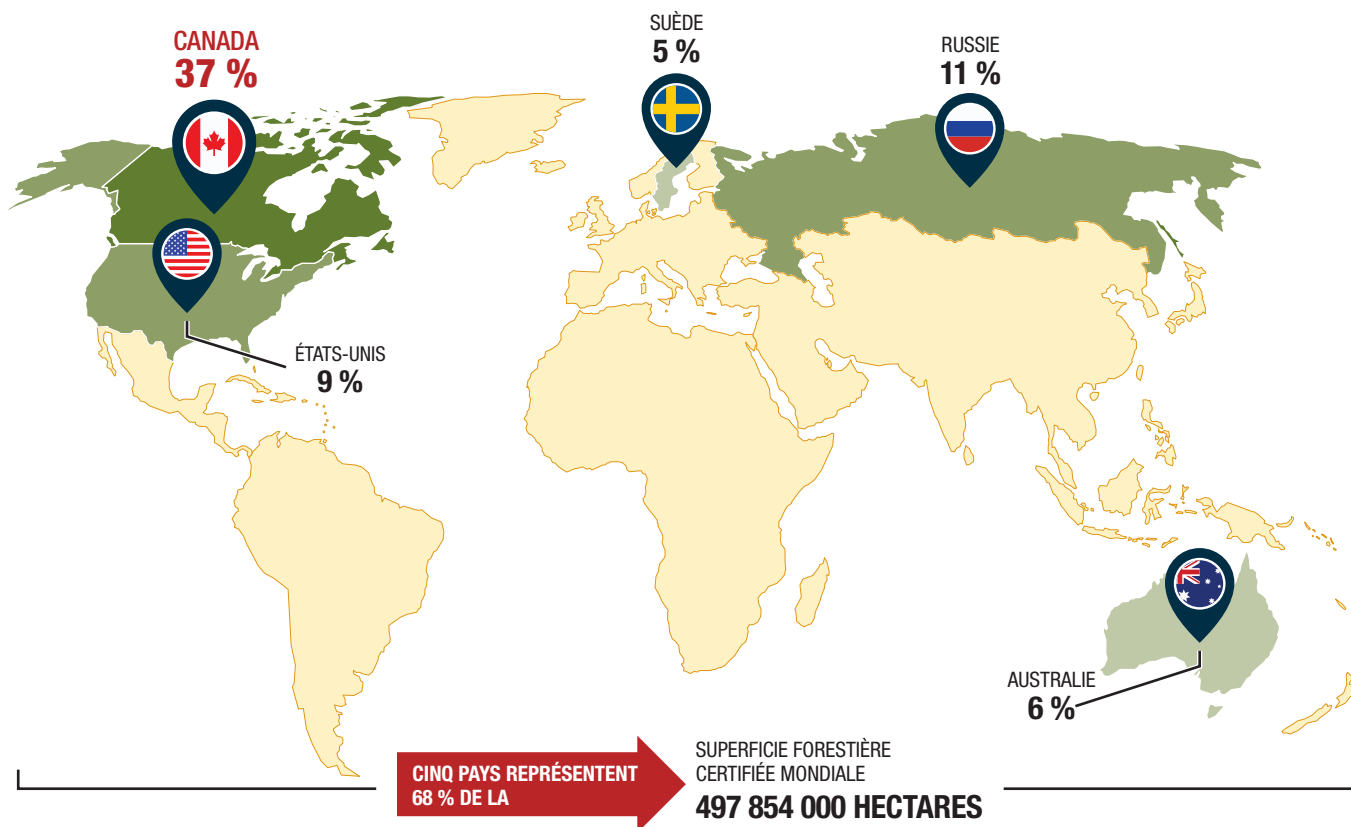 CANADA
37 %
SUÈDE
5 %
RUSSIE
11 %
ÉTATS-UNIS
9 %
AUSTRALIE
6 %
CINQ PAYS REPRÉSENTENT
68 % DE LA
SUPERFICIE FORESTIÈRE
CERTIFIÉE MONDIALE
497 854 000 HECTARES